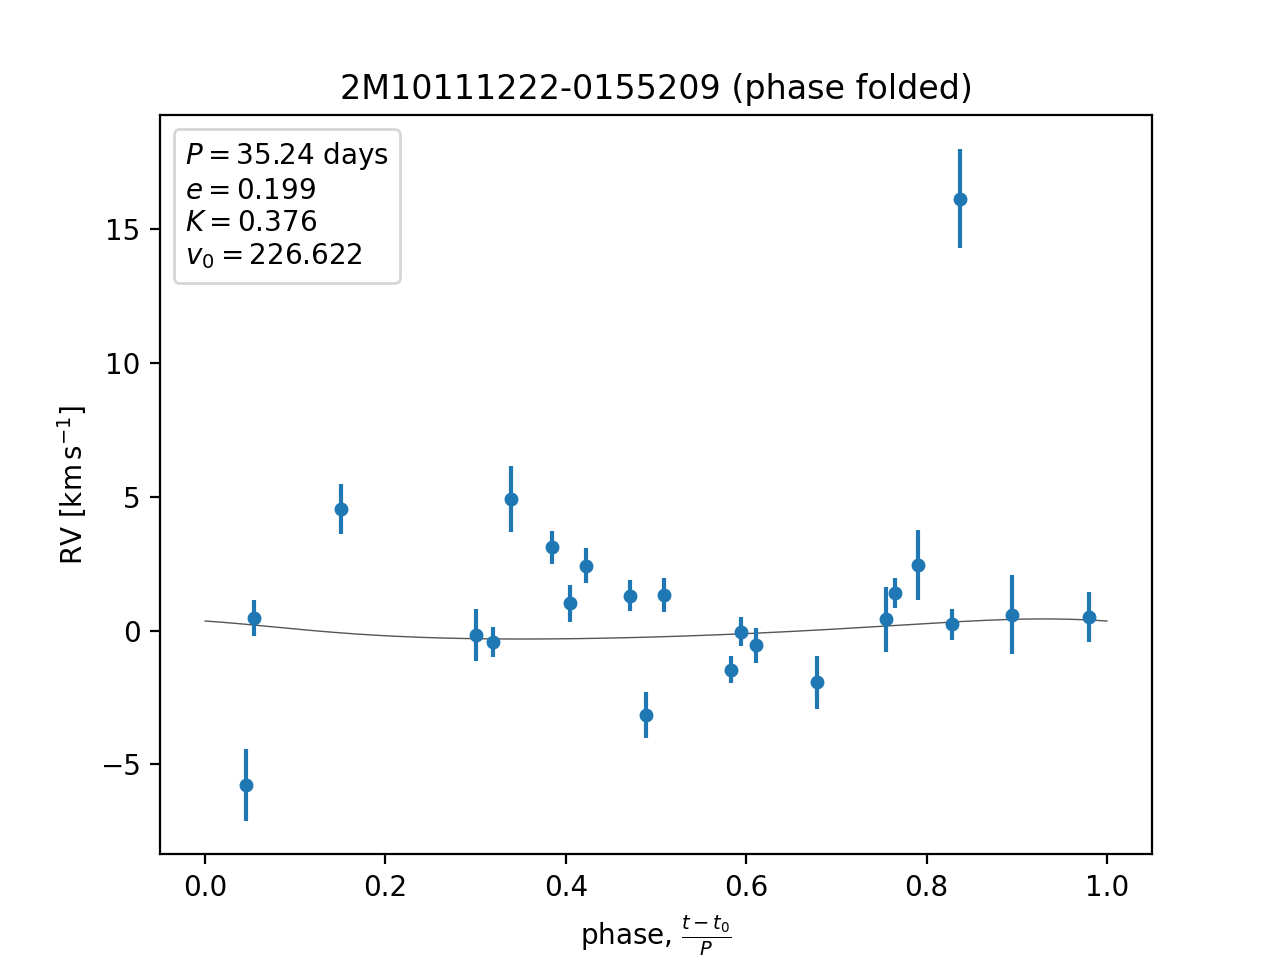 2M10111222-0155209 (phase folded)
P = 35.24 days
e = 0.199
K = 0.376
v₀ = 226.622
15
10
5
0
−5
RV [km s⁻¹]
0.0 0.2 0.4 0.6 0.8 1.0
phase, (t − t₀)/P